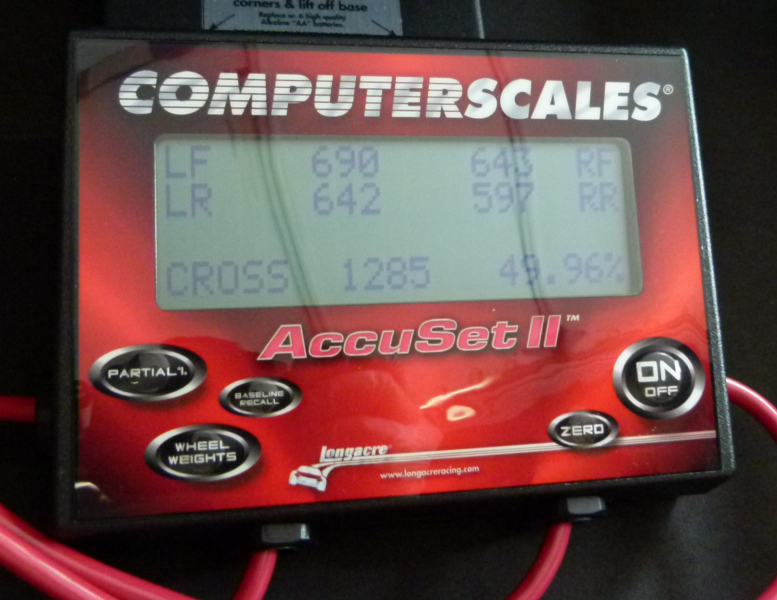 corners & lift off base
Replace w. 6 high quality
Alkaline "AA" batteries.
COMPUTERSCALES®
LF 690 643 RF
LR 642 597 RR
CROSS 1285 49.96%
AccuSet II™
PARTIAL %
BASELINE
RECALL
ON
OFF
WHEEL
WEIGHTS
ZERO
longacre®
www.longacreracing.com